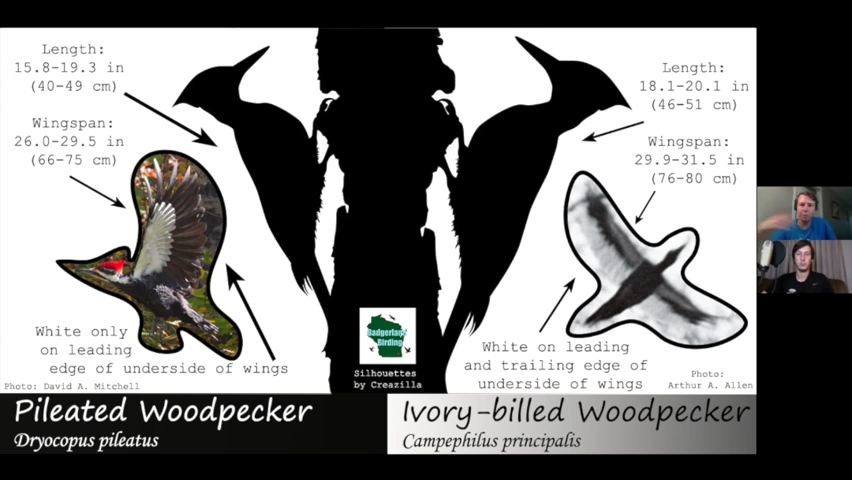 Length:
15.8-19.3 in
(40-49 cm)
Wingspan:
26.0-29.5 in
(66-75 cm)
White only
on leading
edge of underside of wings
Photo: David A. Mitchell
Length:
18.1-20.1 in
(46-51 cm)
Wingspan:
29.9-31.5 in
(76-80 cm)
White on leading
and trailing edge of
underside of wings
Photo:
Arthur A. Allen
Badgerland
Birding
Silhouettes
by Creazilla
Pileated Woodpecker
Dryocopus pileatus
Ivory-billed Woodpecker
Campephilus principalis